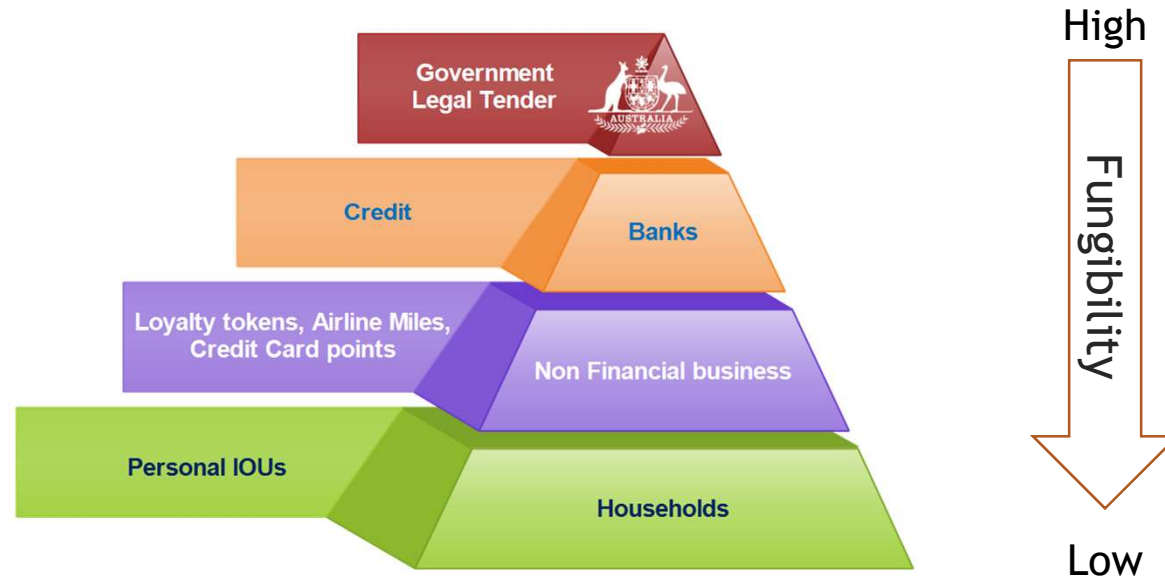 High
Government
Legal Tender
AUSTRALIA
Credit
Banks
Fungibility
Loyalty tokens, Airline Miles,
Credit Card points
Non Financial business
Personal IOUs
Households
Low